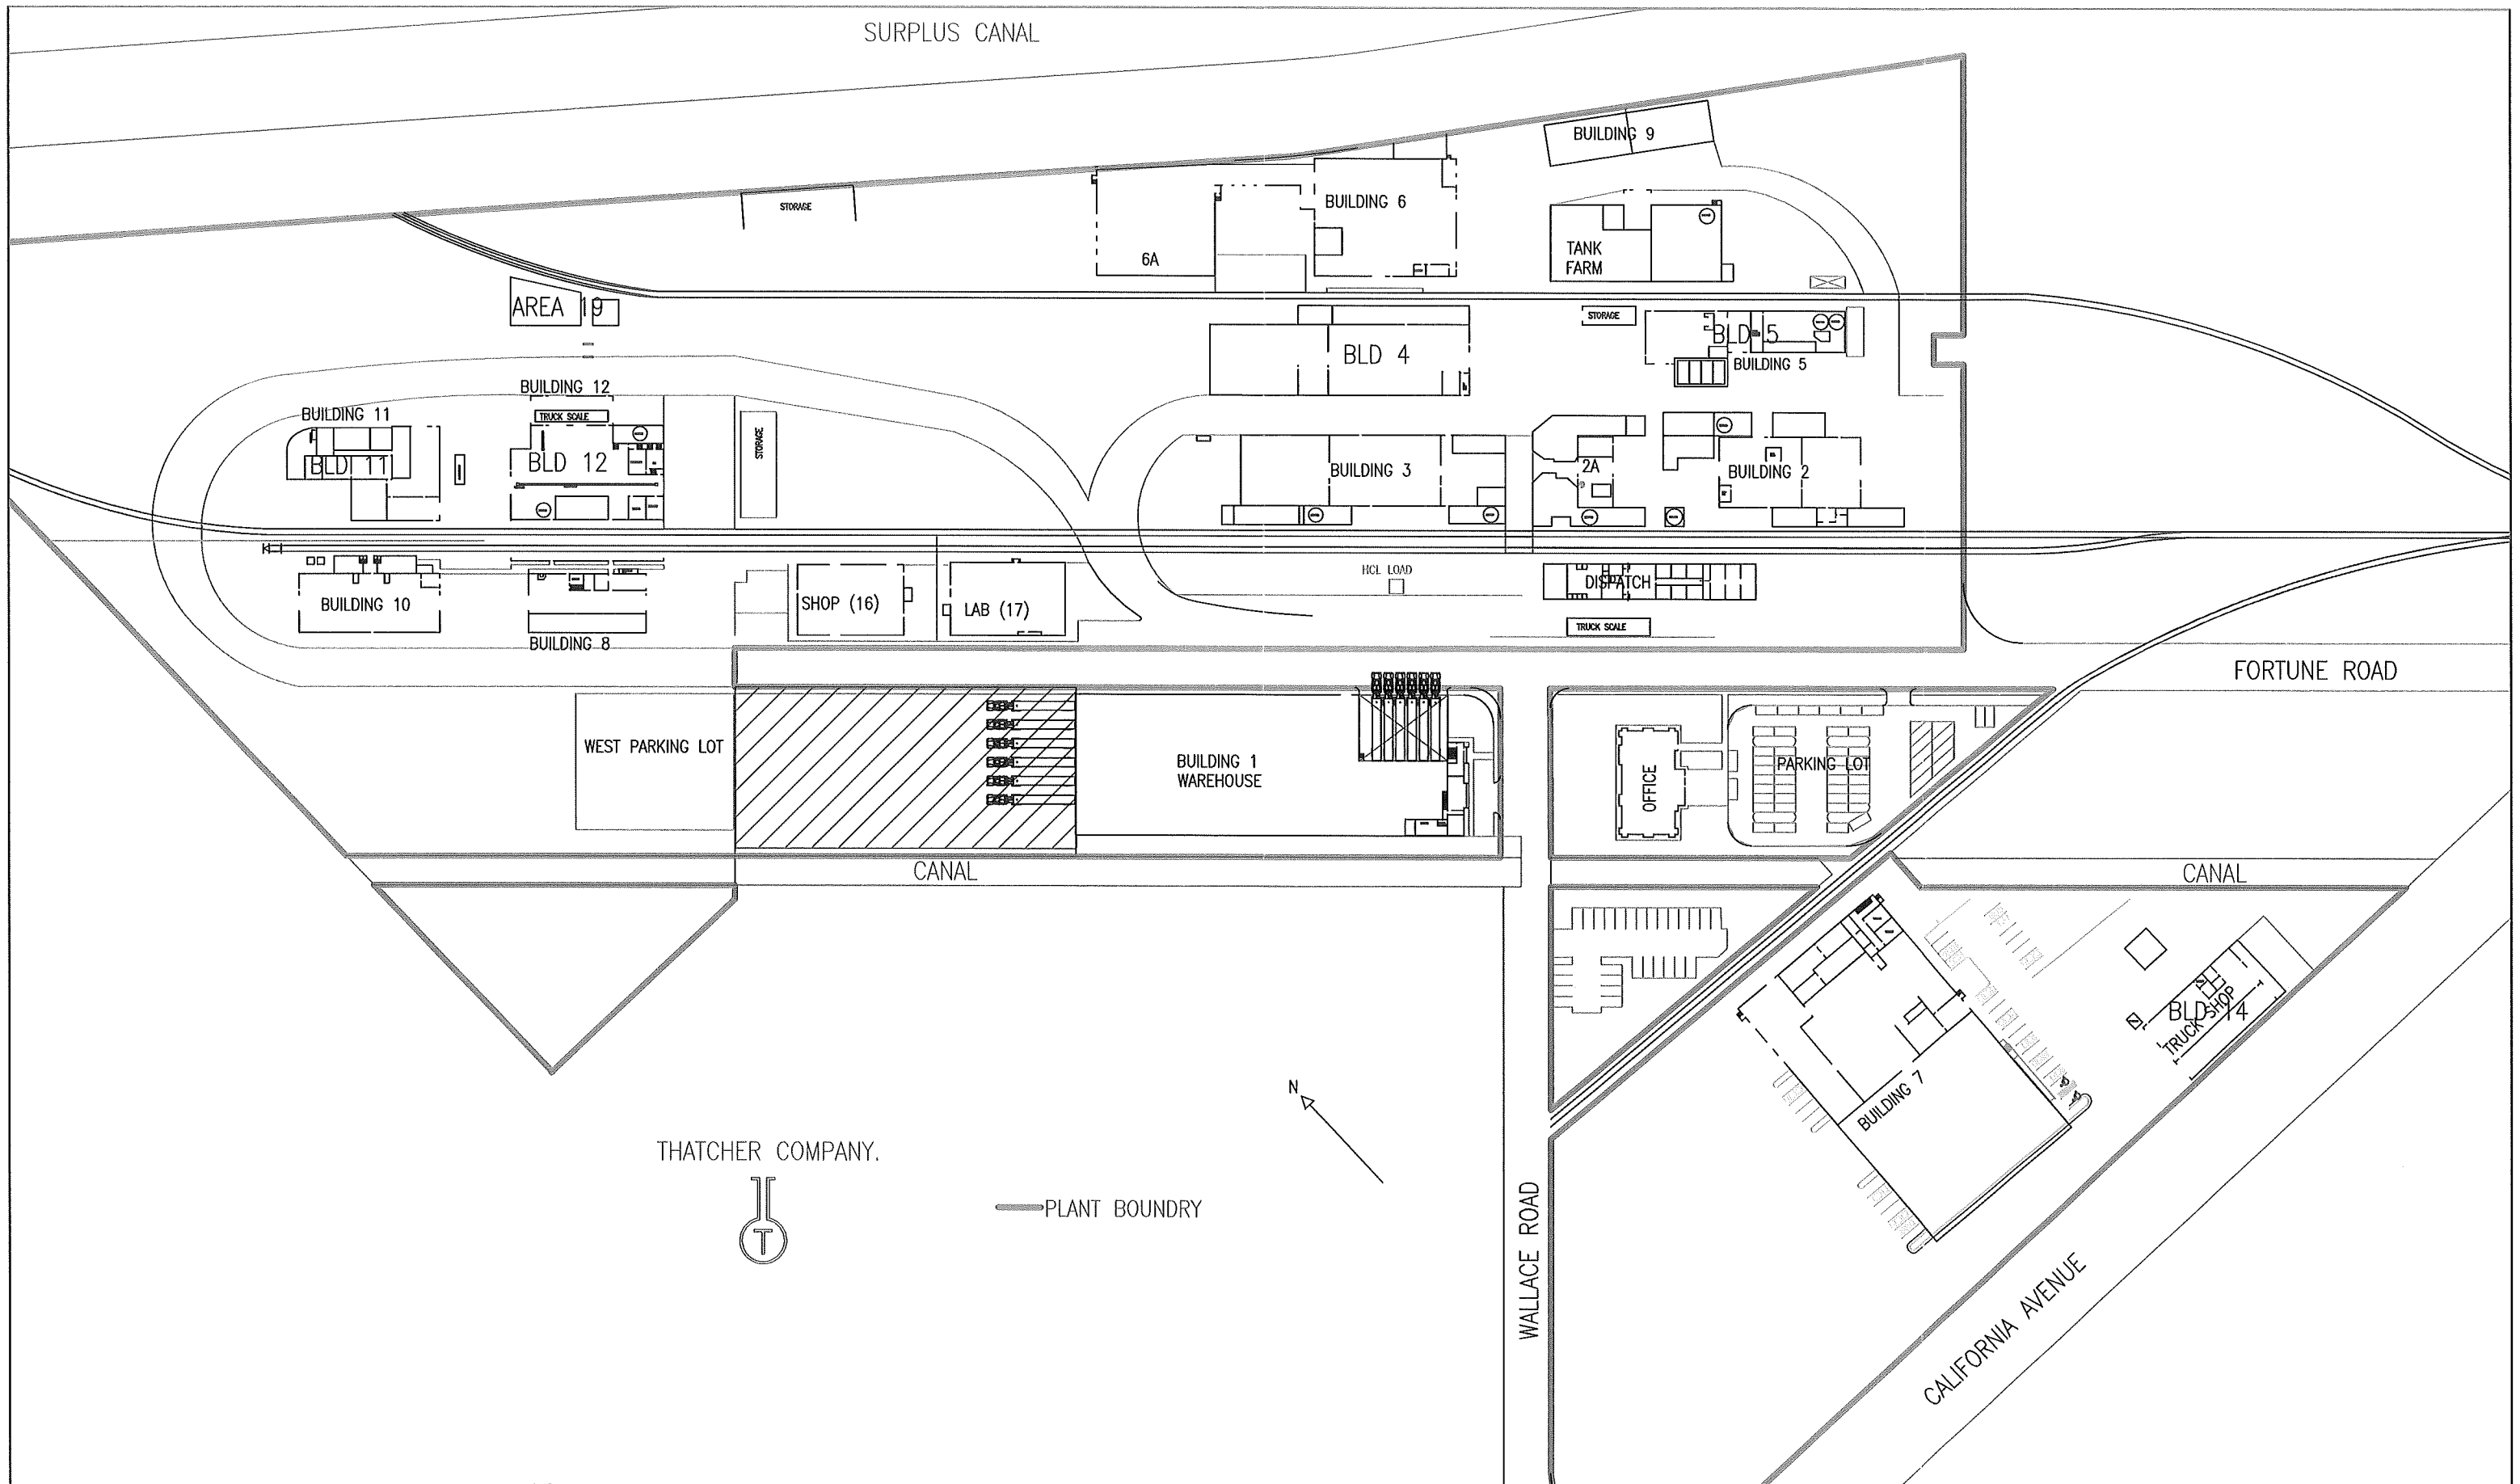 SURPLUS CANAL
BUILDING 9
STORAGE
BUILDING 6
6A
TANK
FARM
AREA 19
STORAGE
BLD 5
BUILDING 5
BLD 4
BUILDING 12
TRUCK SCALE
BUILDING 11
BLD 11
BLD 12
STORAGE
BUILDING 3
2A
BUILDING 2
HCL LOAD
DISPATCH
BUILDING 10
SHOP (16)
LAB (17)
TRUCK SCALE
BUILDING 8
FORTUNE ROAD
WEST PARKING LOT
BUILDING 1
WAREHOUSE
OFFICE
PARKING LOT
CANAL
CANAL
BLD 14
TRUCK SHOP
BUILDING 7
N
THATCHER COMPANY.
T
PLANT BOUNDRY
WALLACE ROAD
CALIFORNIA AVENUE